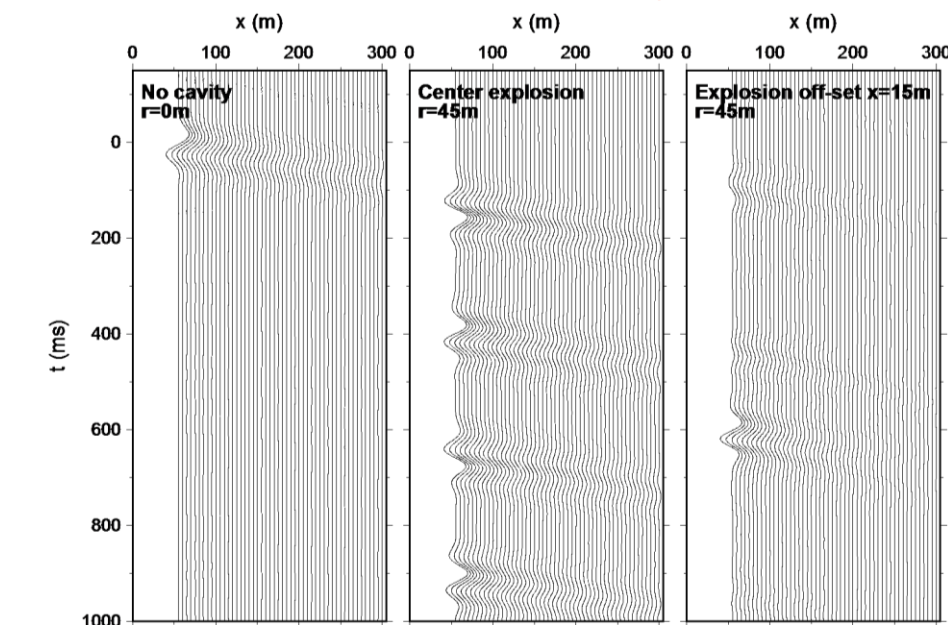 x (m) x (m) x (m)
0 100 200 300 0 100 200 300 0 100 200 300
No cavity
r=0m
Center explosion
r=45m
Explosion off-set x=15m
r=45m
t (ms)
0
200
400
600
800
1000